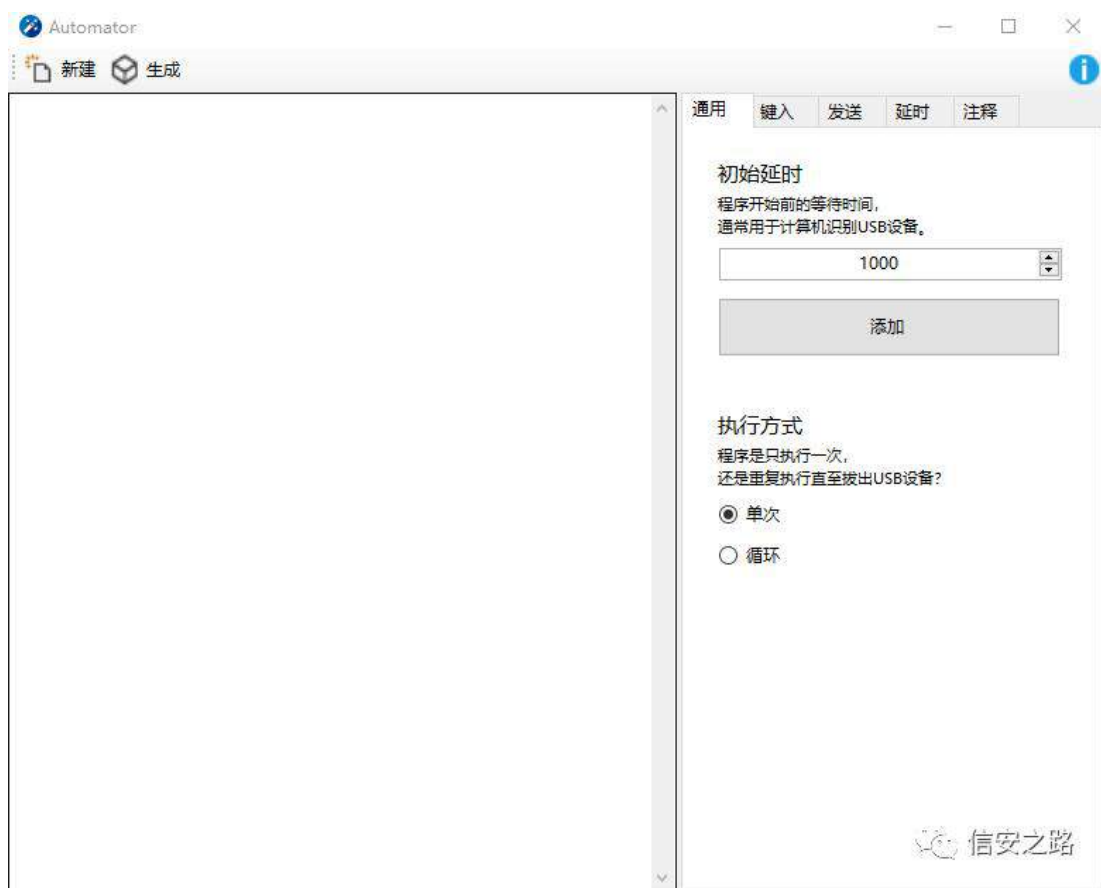 Automator
新建 生成
通用 键入 发送 延时 注释
初始延时
程序开始前的等待时间,
通常用于计算机识别USB设备。
1000
添加
执行方式
程序是只执行一次,
还是重复执行直至拔出USB设备?
单次
循环
信安之路